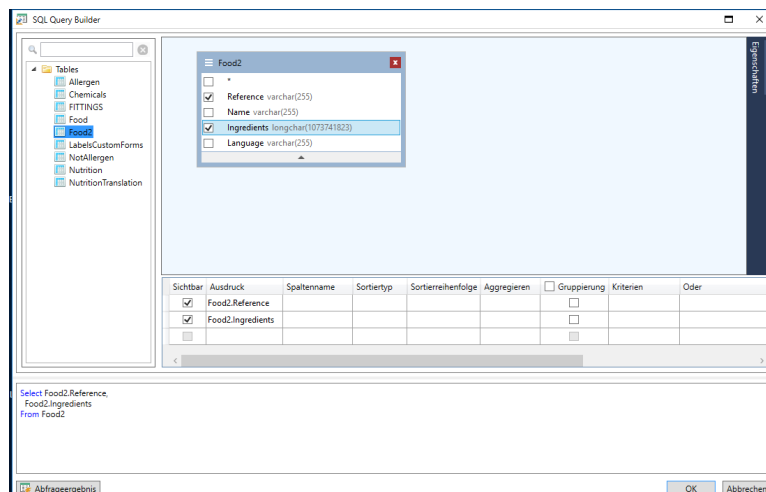 SQL Query Builder
Tables
Allergen
Chemicals
FITTINGS
Food
Food2
LabelsCustomForms
NotAllergen
Nutrition
NutritionTranslation
Food2
*
Reference varchar(255)
Name varchar(255)
Ingredients longchar(1073741823)
Language varchar(255)
Eigenschaften
Sichtbar Ausdruck Spaltenname Sortiertyp Sortierreihenfolge Aggregieren Gruppierung Kriterien Oder
Food2.Reference
Food2.Ingredients
Select Food2.Reference,
Food2.Ingredients
From Food2
Abfrageergebnis OK Abbrechen